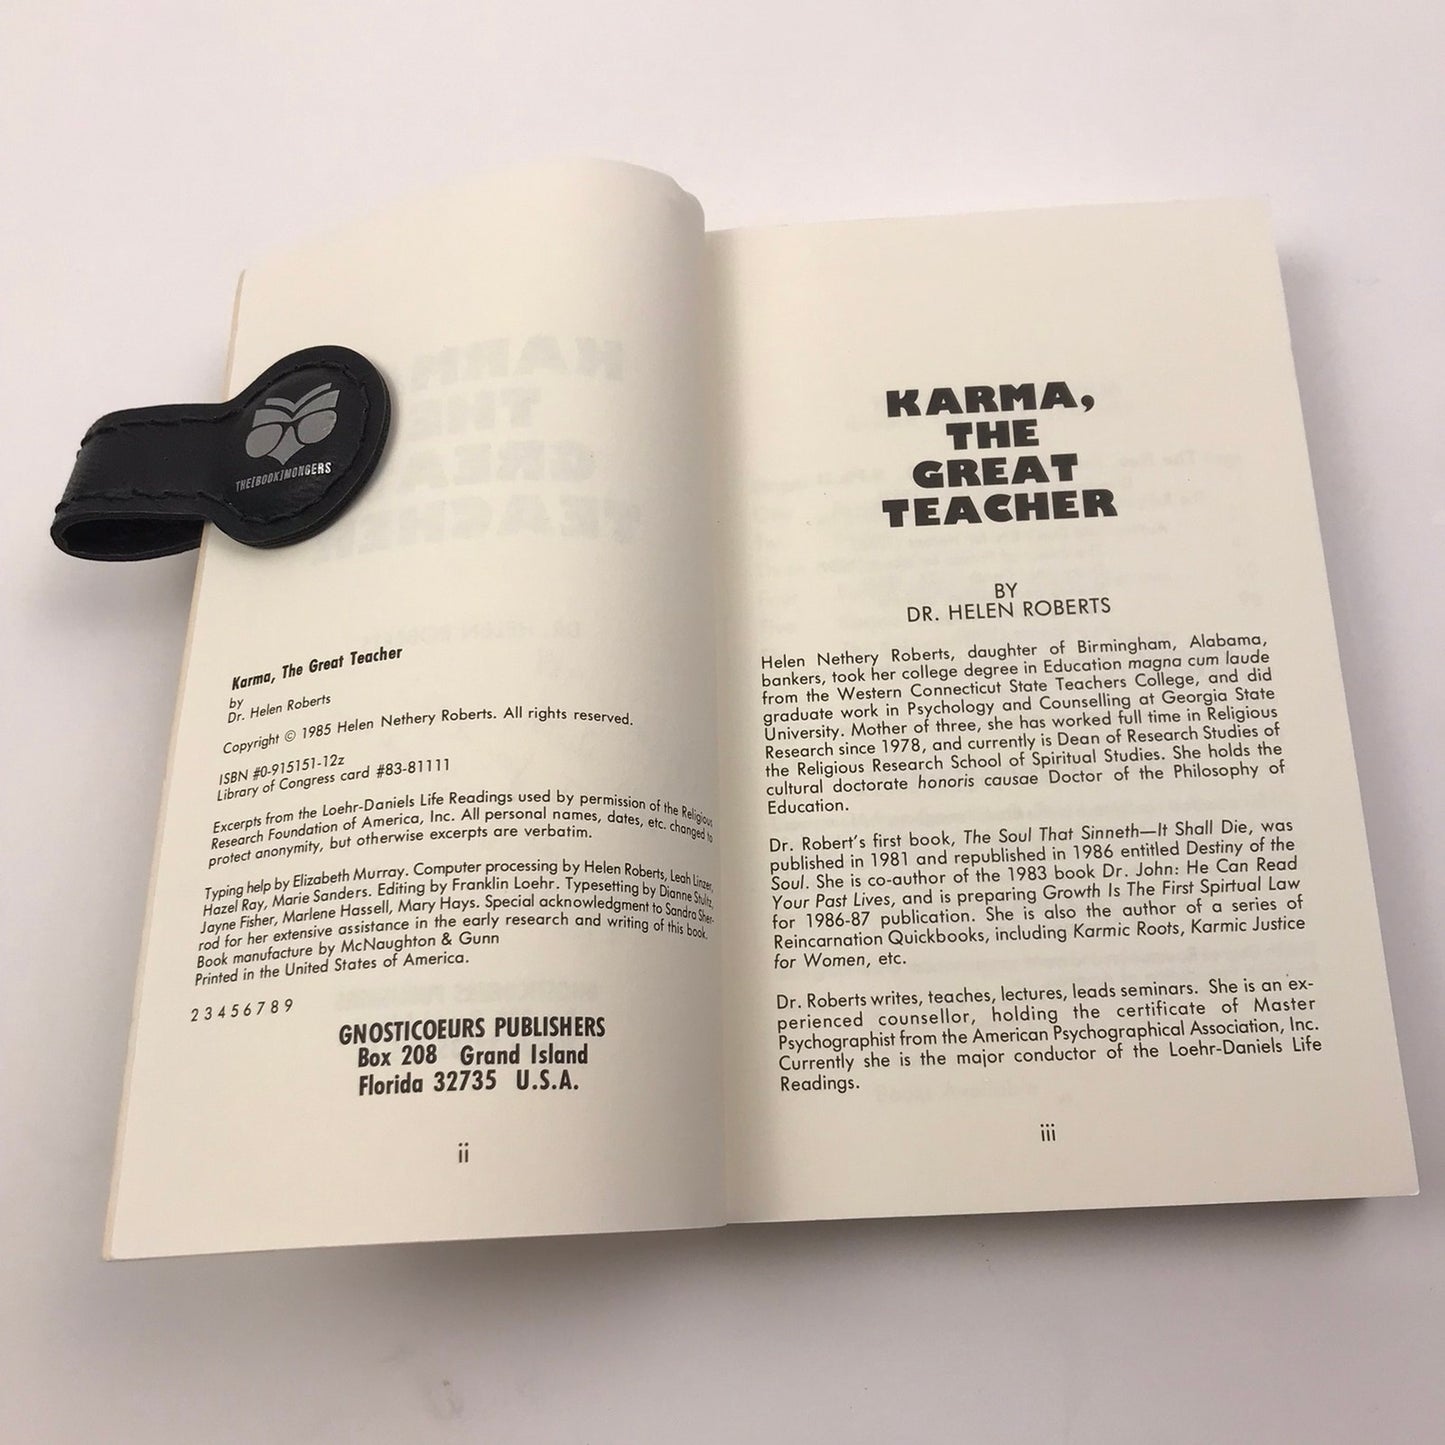 THE[BOOK]MONGERS
Karma, The Great Teacher
by
Dr. Helen Roberts
Copyright © 1985 Helen Nethery Roberts. All rights reserved.
ISBN #0-915151-12z
Library of Congress card #83-81111
Excerpts from the Loehr-Daniels Life Readings used by permission of the Religious
Research Foundation of America, Inc. All personal names, dates, etc. changed to
protect anonymity, but otherwise excerpts are verbatim.
Typing help by Elizabeth Murray. Computer processing by Helen Roberts, Leah Linzer,
Hazel Ray, Marie Sanders. Editing by Franklin Loehr. Typesetting by Dianne Stultz,
Jayne Fisher, Marlene Hassell, Mary Hays. Special acknowledgment to Sandra Sher-
rod for her extensive assistance in the early research and writing of this book.
Book manufacture by McNaughton & Gunn
Printed in the United States of America.
2 3 4 5 6 7 8 9
GNOSTICOEURS PUBLISHERS
Box 208 Grand Island
Florida 32735 U.S.A.
ii
KARMA,
THE
GREAT
TEACHER
BY
DR. HELEN ROBERTS
Helen Nethery Roberts, daughter of Birmingham, Alabama,
bankers, took her college degree in Education magna cum laude
from the Western Connecticut State Teachers College, and did
graduate work in Psychology and Counselling at Georgia State
University. Mother of three, she has worked full time in Religious
Research since 1978, and currently is Dean of Research Studies of
the Religious Research School of Spiritual Studies. She holds the
cultural doctorate honoris causae Doctor of the Philosophy of
Education.
Dr. Robert's first book, The Soul That Sinneth—It Shall Die, was
published in 1981 and republished in 1986 entitled Destiny of the
Soul. She is co-author of the 1983 book Dr. John: He Can Read
Your Past Lives, and is preparing Growth Is The First Spirtual Law
for 1986-87 publication. She is also the author of a series of
Reincarnation Quickbooks, including Karmic Roots, Karmic Justice
for Women, etc.
Dr. Roberts writes, teaches, lectures, leads seminars. She is an ex-
perienced counsellor, holding the certificate of Master
Psychographist from the American Psychographical Association, Inc.
Currently she is the major conductor of the Loehr-Daniels Life
Readings.
iii